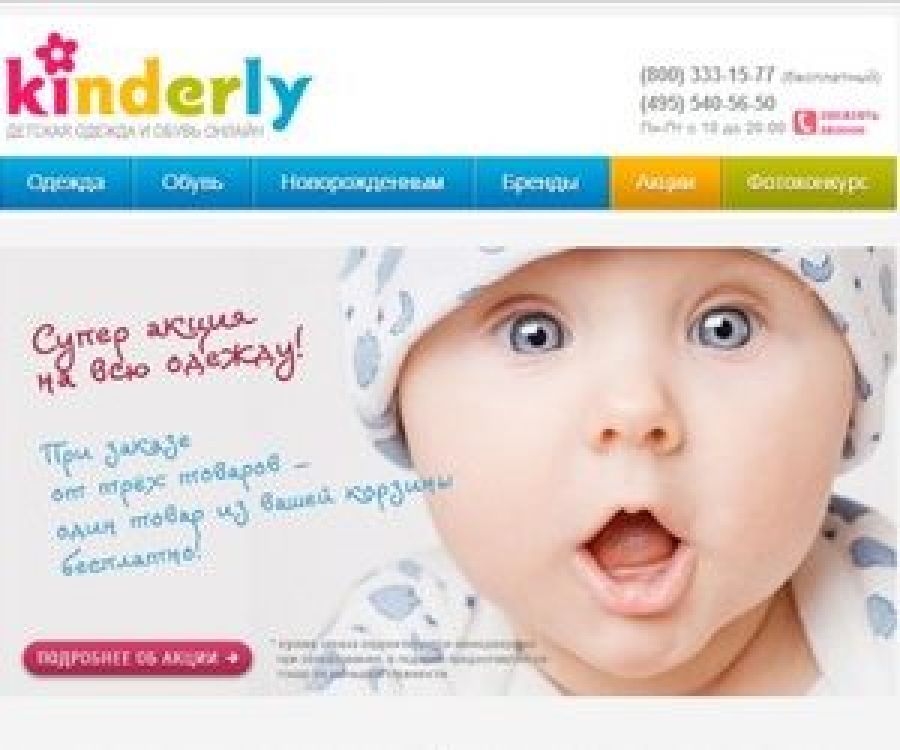 kinderly
ДЕТСКАЯ ОДЕЖДА И ОБУВЬ ОНЛАЙН
(800) 333-15-77 (бесплатный)
(495) 540-56-50
Пн-Пт с 10 до 20-00
заказать
звонок
Одежда Обувь Новорожденным Бренды Акции Фотоконкурс
Супер акция
на всю одежду!
При заказе
от трех товаров –
один товар из вашей корзины
бесплатно!
ПОДРОБНЕЕ ОБ АКЦИИ →